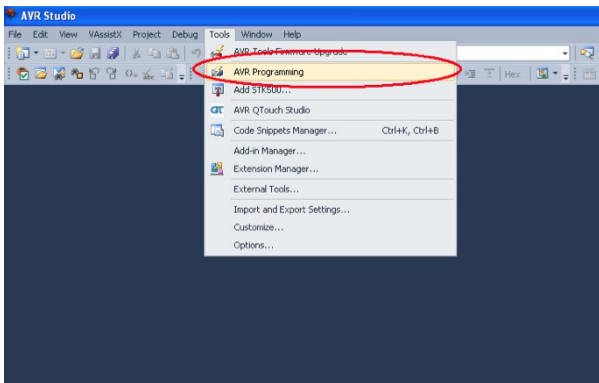 AVR Studio
File Edit View VAssistX Project Debug Tools Window Help
AVR Tools Firmware Upgrade
AVR Programming
Hex
Add STK500...
AVR QTouch Studio
Code Snippets Manager... Ctrl+K, Ctrl+B
Add-in Manager...
Extension Manager...
External Tools...
Import and Export Settings...
Customize...
Options...